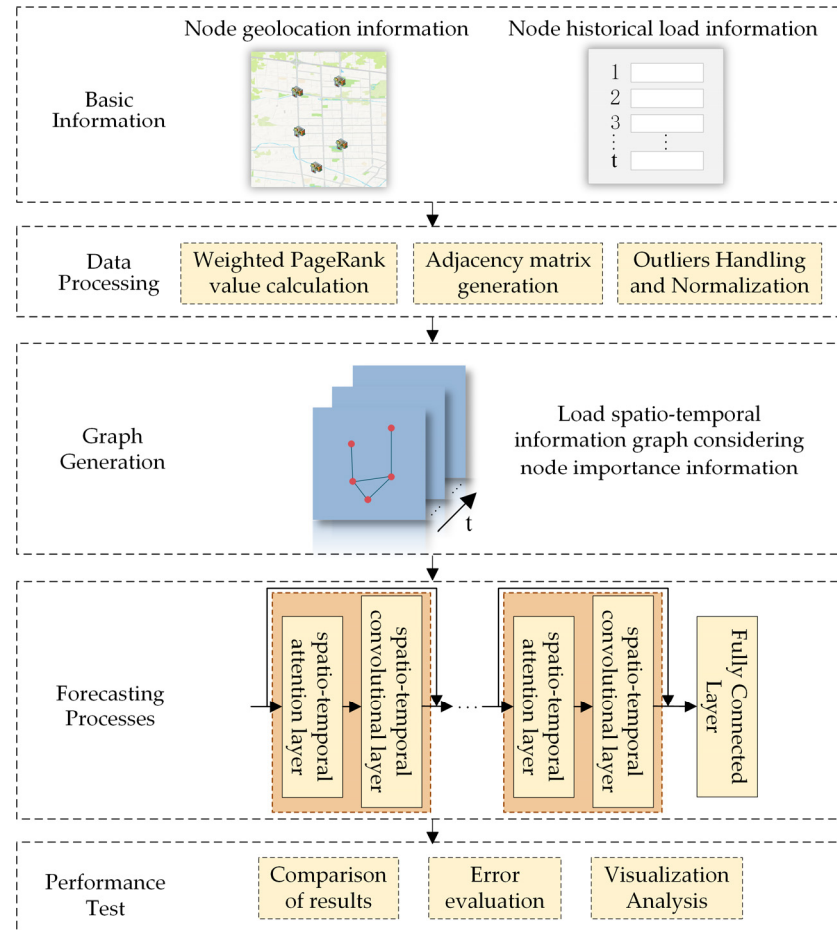 Node geolocation information
Node historical load information
Basic
Information
1
2
3
t
Data
Processing
Weighted PageRank
value calculation
Adjacency matrix
generation
Outliers Handling
and Normalization
Graph
Generation
t
Load spatio-temporal
information graph considering
node importance information
Forecasting
Processes
spatio-temporal
attention layer
spatio-temporal
convolutional layer
...
spatio-temporal
attention layer
spatio-temporal
convolutional layer
Fully Connected
Layer
Performance
Test
Comparison
of results
Error
evaluation
Visualization
Analysis